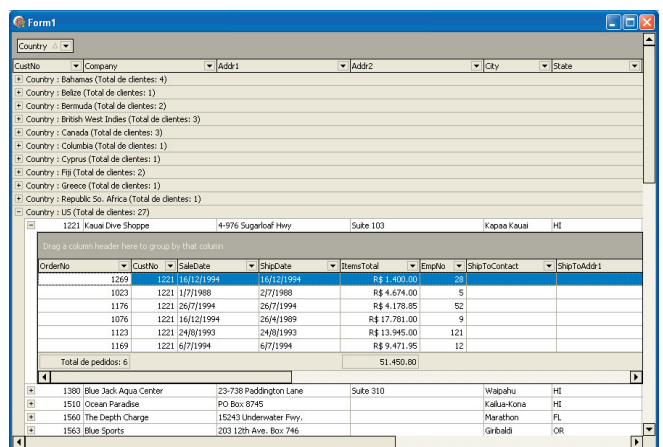 Form1
Country
CustNo Company Addr1 Addr2 City State
Country : Bahamas (Total de clientes: 4)
Country : Belize (Total de clientes: 1)
Country : Bermuda (Total de clientes: 2)
Country : British West Indies (Total de clientes: 3)
Country : Canada (Total de clientes: 3)
Country : Columbia (Total de clientes: 1)
Country : Cyprus (Total de clientes: 1)
Country : Fiji (Total de clientes: 2)
Country : Greece (Total de clientes: 1)
Country : Republic So. Africa (Total de clientes: 1)
Country : US (Total de clientes: 27)
1221 Kauai Dive Shoppe 4-976 Sugarloaf Hwy Suite 103 Kapaa Kauai HI
Drag a column header here to group by that column
OrderNo CustNo SaleDate ShipDate ItemsTotal EmpNo ShipToContact ShipToAddr1
1269 1221 16/12/1994 16/12/1994 R$ 1.400.00 28
1023 1221 1/7/1988 2/7/1988 R$ 4.674.00 5
1176 1221 26/7/1994 26/7/1994 R$ 4.178.85 52
1076 1221 16/12/1994 26/4/1989 R$ 17.781.00 9
1123 1221 24/8/1993 24/8/1993 R$ 13.945.00 121
1169 1221 6/7/1994 6/7/1994 R$ 9.471.95 12
Total de pedidos: 6 51.450.80
1380 Blue Jack Aqua Center 23-738 Paddington Lane Suite 310 Waipahu HI
1510 Ocean Paradise PO Box 8745 Kailua-Kona HI
1560 The Depth Charge 15243 Underwater Fwy. Marathon FL
1563 Blue Sports 203 12th Ave. Box 746 Giribaldi OR